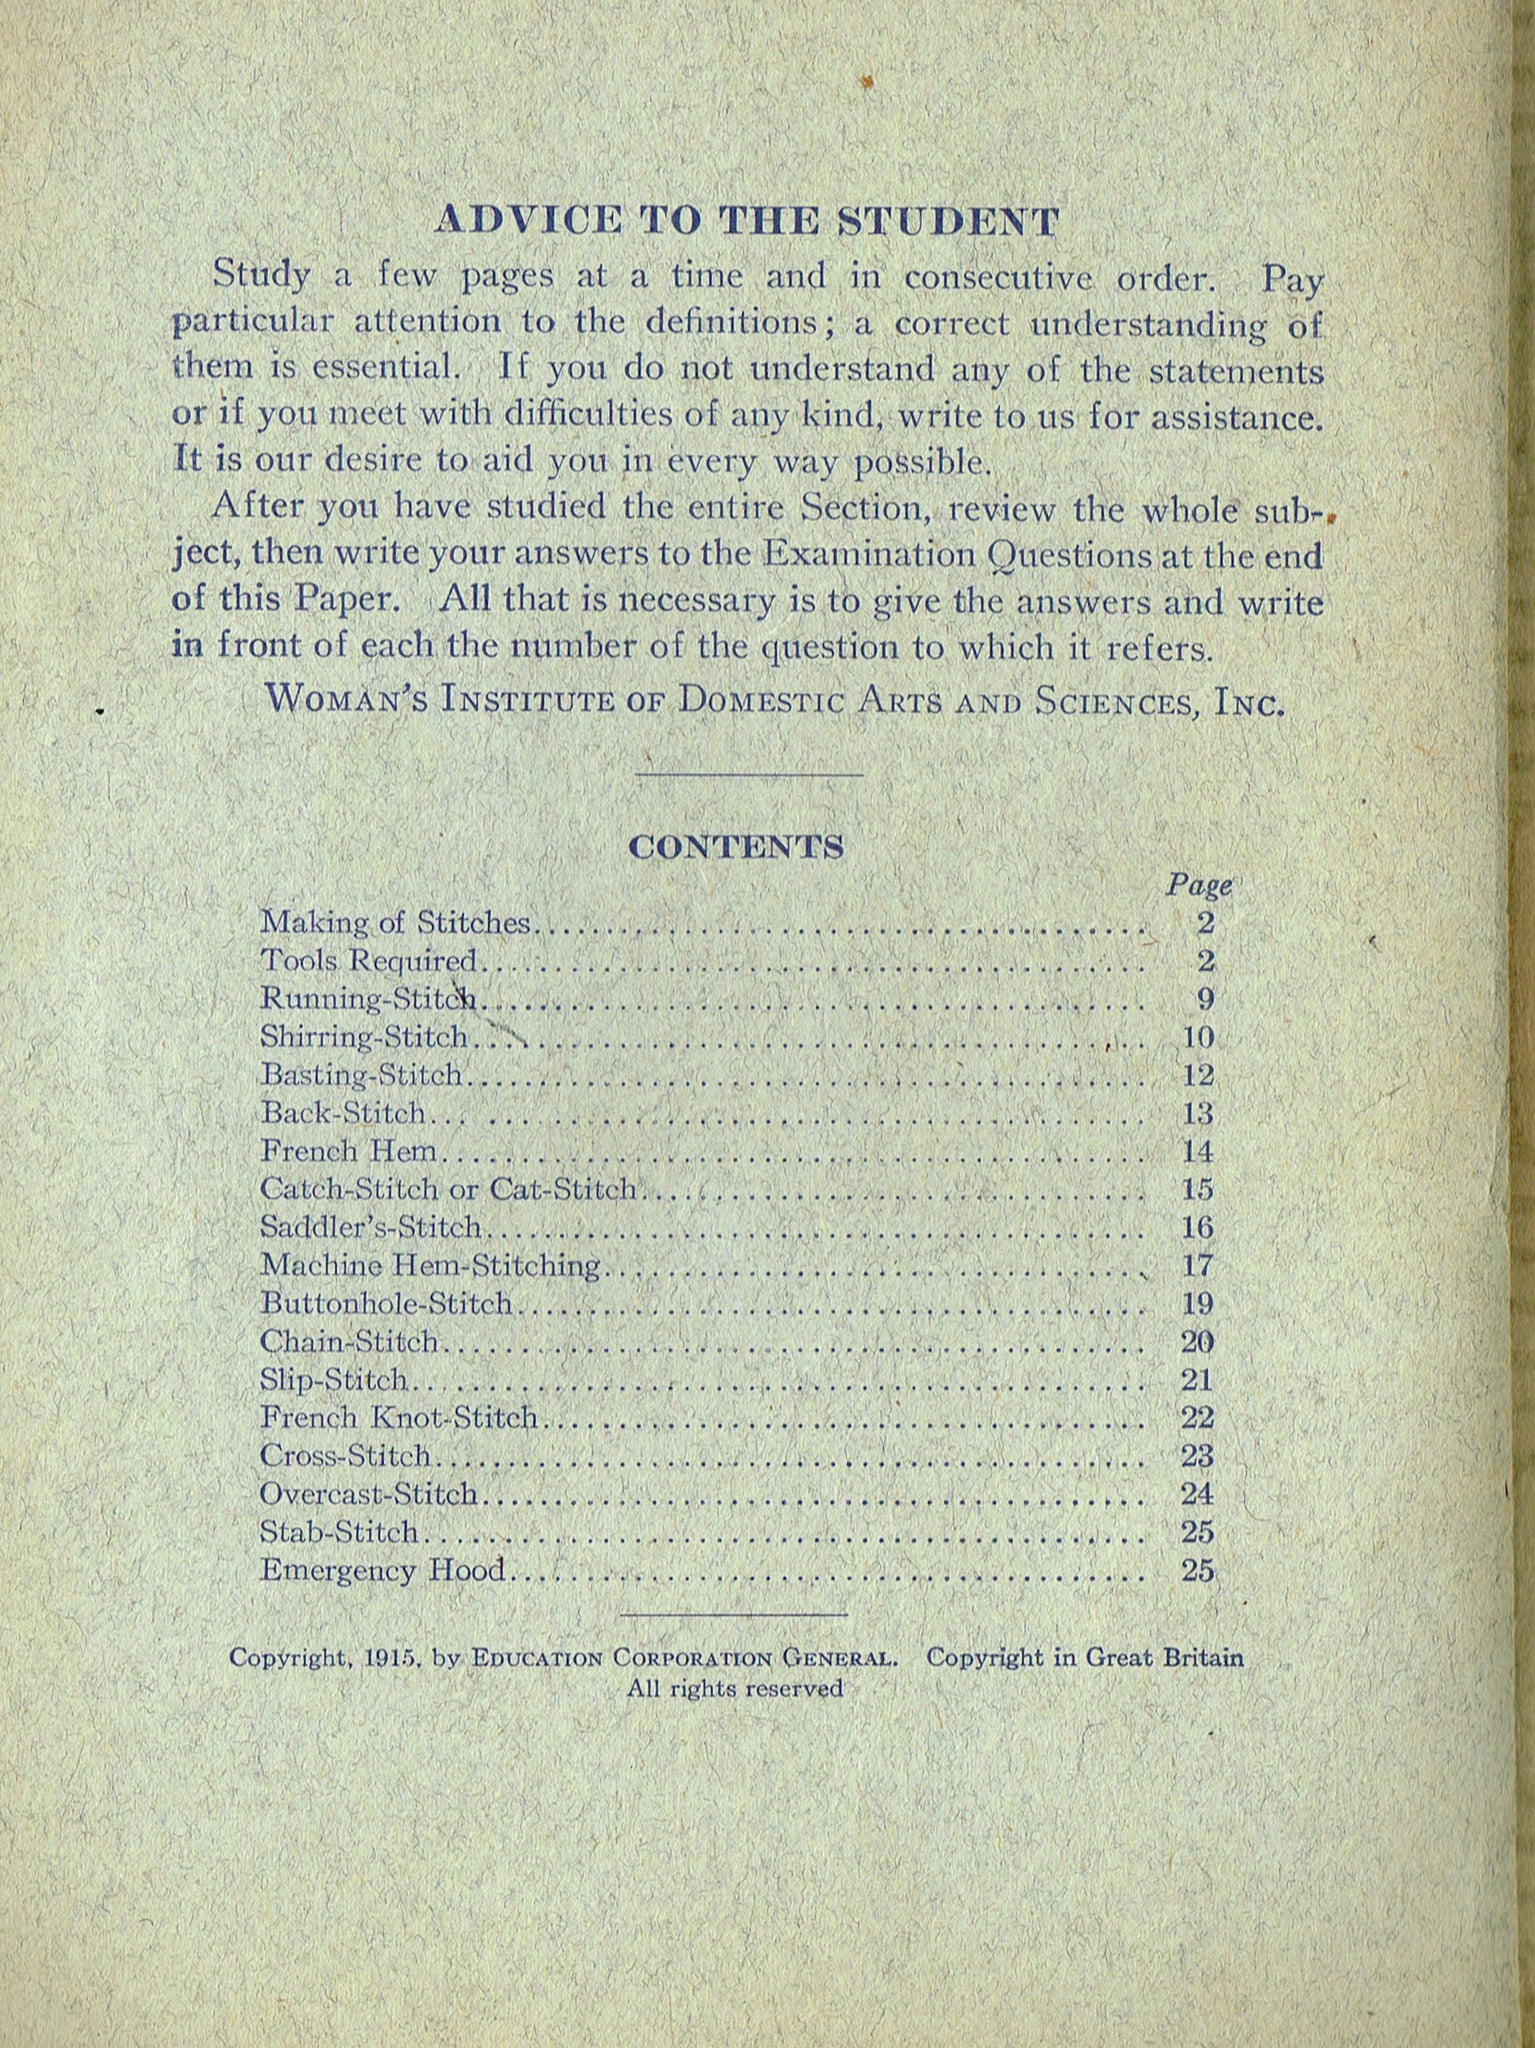 ADVICE TO THE STUDENT
Study a few pages at a time and in consecutive order. Pay
particular attention to the definitions; a correct understanding of
them is essential. If you do not understand any of the statements
or if you meet with difficulties of any kind, write to us for assistance.
It is our desire to aid you in every way possible.
After you have studied the entire Section, review the whole sub-
ject, then write your answers to the Examination Questions at the end
of this Paper. All that is necessary is to give the answers and write
in front of each the number of the question to which it refers.
WOMAN'S INSTITUTE OF DOMESTIC ARTS AND SCIENCES, INC.
CONTENTS
Page
Making of Stitches........................................ 2
Tools Required........................................ 2
Running-Stitch........................................ 9
Shirring-Stitch........................................ 10
Basting-Stitch........................................ 12
Back-Stitch... ..................................... 13
French Hem........................................ 14
Catch-Stitch or Cat-Stitch........................................ 15
Saddler's-Stitch........................................ 16
Machine Hem-Stitching........................................ 17
Buttonhole-Stitch........................................ 19
Chain-Stitch........................................ 20
Slip-Stitch........................................ 21
French Knot-Stitch........................................ 22
Cross-Stitch........................................ 23
Overcast-Stitch........................................ 24
Stab-Stitch........................................ 25
Emergency Hood........................................ 25
Copyright, 1915, by EDUCATION CORPORATION GENERAL. Copyright in Great Britain
All rights reserved